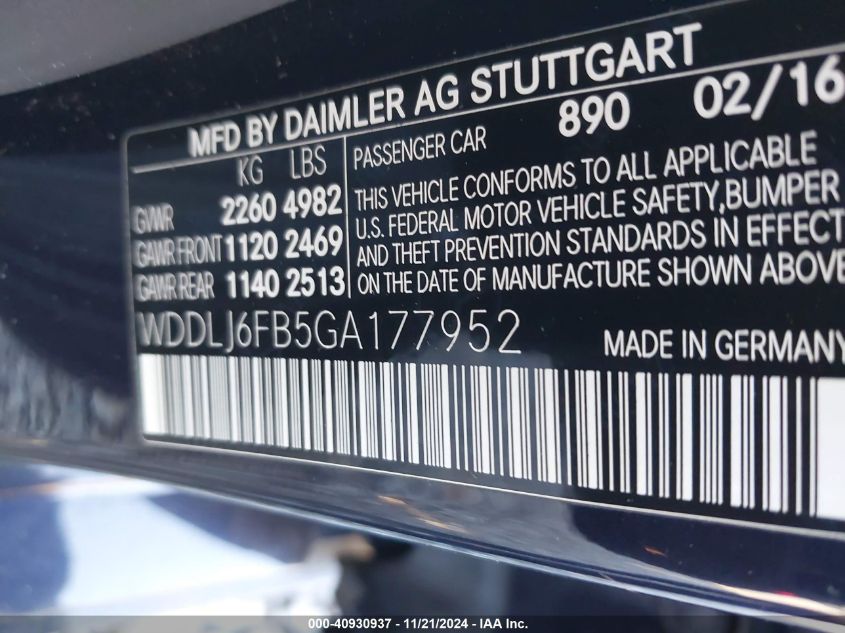 MFD BY DAIMLER AG STUTTGART
KG LBS
GVWR 2260 4982
GAWR FRONT 1120 2469
GAWR REAR 1140 2513
PASSENGER CAR 890 02/16
THIS VEHICLE CONFORMS TO ALL APPLICABLE
U.S. FEDERAL MOTOR VEHICLE SAFETY,BUMPER
AND THEFT PREVENTION STANDARDS IN EFFECT
ON THE DATE OF MANUFACTURE SHOWN ABOVE
WDDLJ6FB5GA177952
MADE IN GERMANY
000-40930937 - 11/21/2024 - IAA Inc.